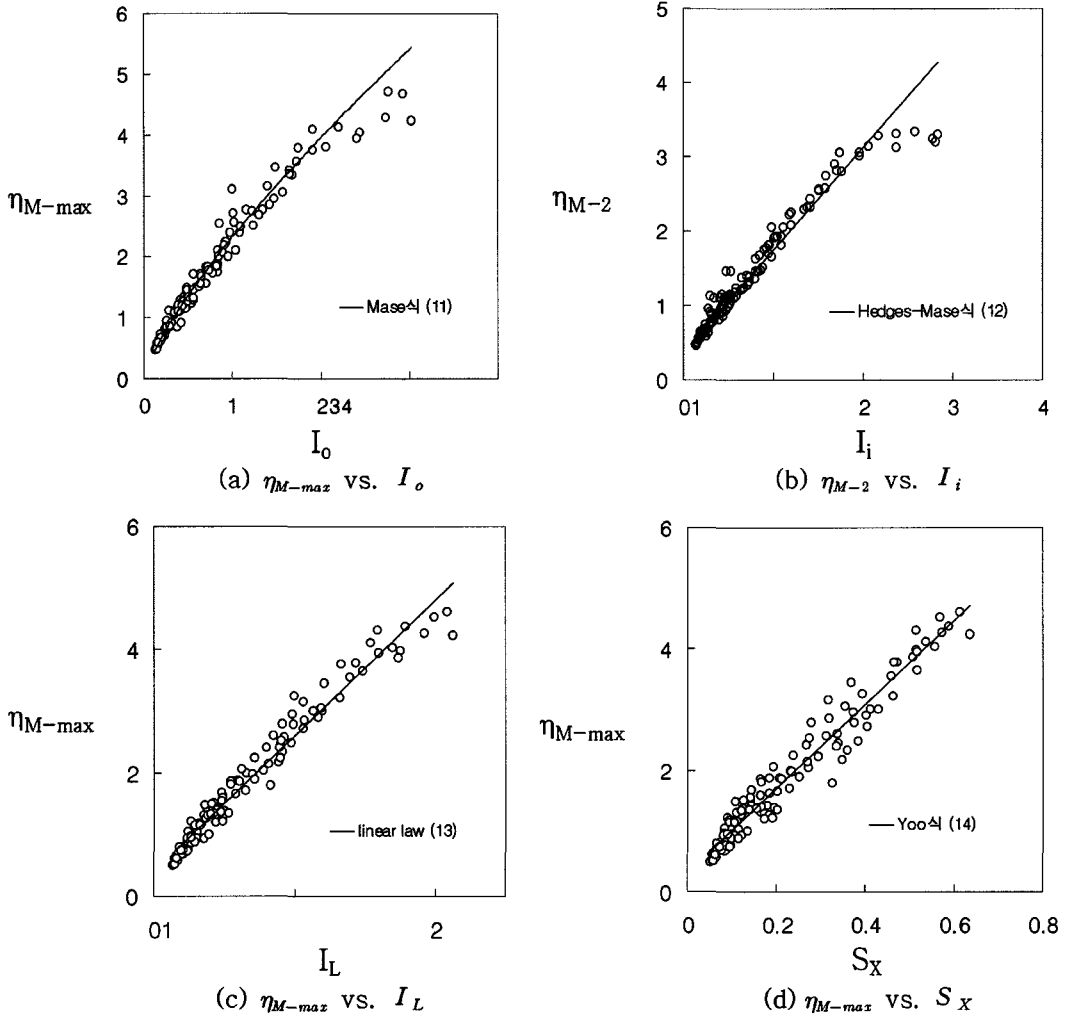 6
5
4
3
2
1
0
η_M-max
Mase식 (11)
0 1 234
I_o
(a) η_M-max vs. I_o
5
4
3
2
1
0
η_M-2
Hedges-Mase식 (12)
01 2 3 4
I_i
(b) η_M-2 vs. I_i
6
4
2
0
η_M-max
linear law (13)
01 2
I_L
(c) η_M-max vs. I_L
6
4
2
0
η_M-max
Yoo식 (14)
0 0.2 0.4 0.6 0.8
S_X
(d) η_M-max vs. S_X